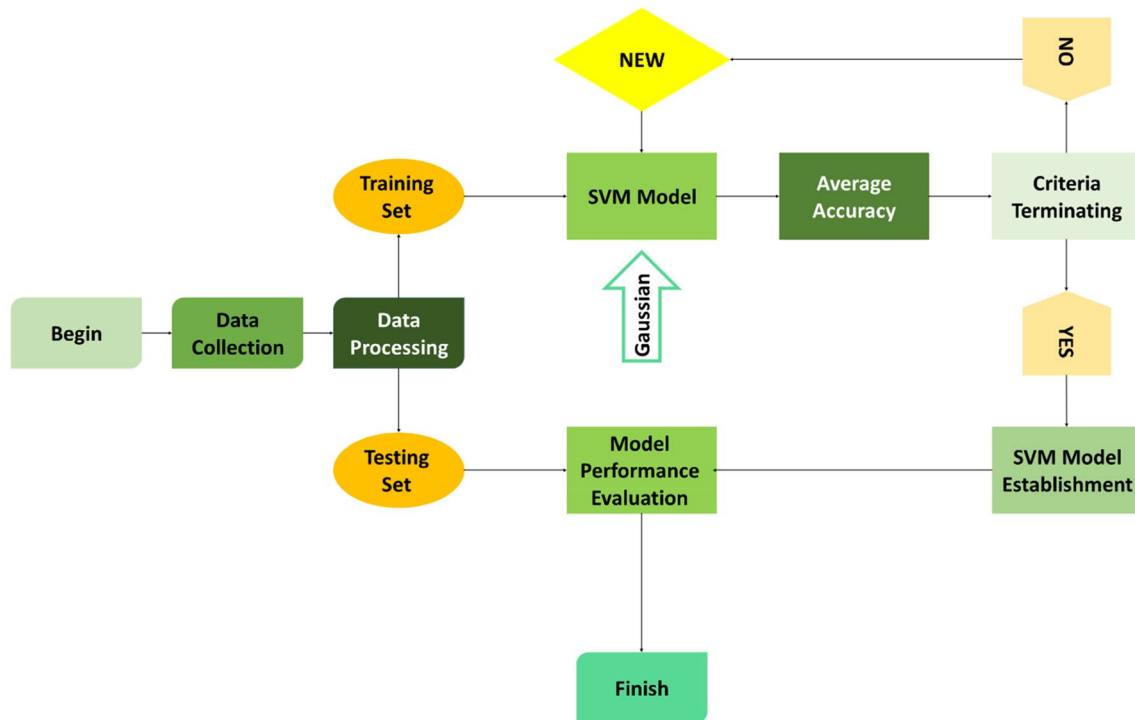 NEW
NO
Training
Set
SVM Model
Average
Accuracy
Criteria
Terminating
Gaussian
Begin
Data
Collection
Data
Processing
YES
Testing
Set
Model
Performance
Evaluation
SVM Model
Establishment
Finish